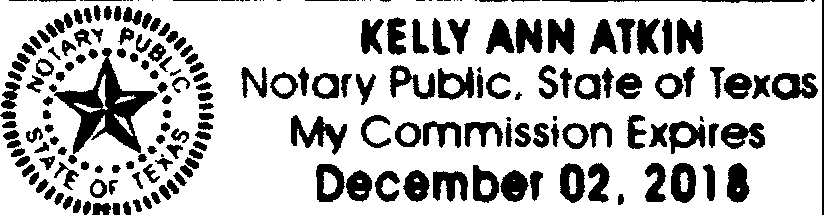 NOTARY PUBLIC
STATE OF TEXAS
KELLY ANN ATKIN
Notary Public, State of Texas
My Commission Expires
December 02, 2018